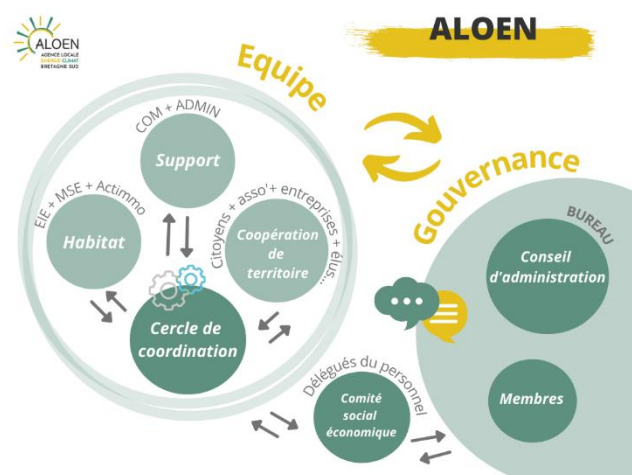 ALOEN
AGENCE LOCALE
ENERGIE CLIMAT
BRETAGNE SUD
ALOEN
Equipe
COM + ADMIN
Support
EIE + MSE + Actimmo
Habitat
Citoyens + asso'+ entreprises + élus...
Coopération
de
territoire
Cercle de
coordination
Gouvernance
BUREAU
Conseil
d'administration
Membres
Délégués du personnel
Comité
social
économique